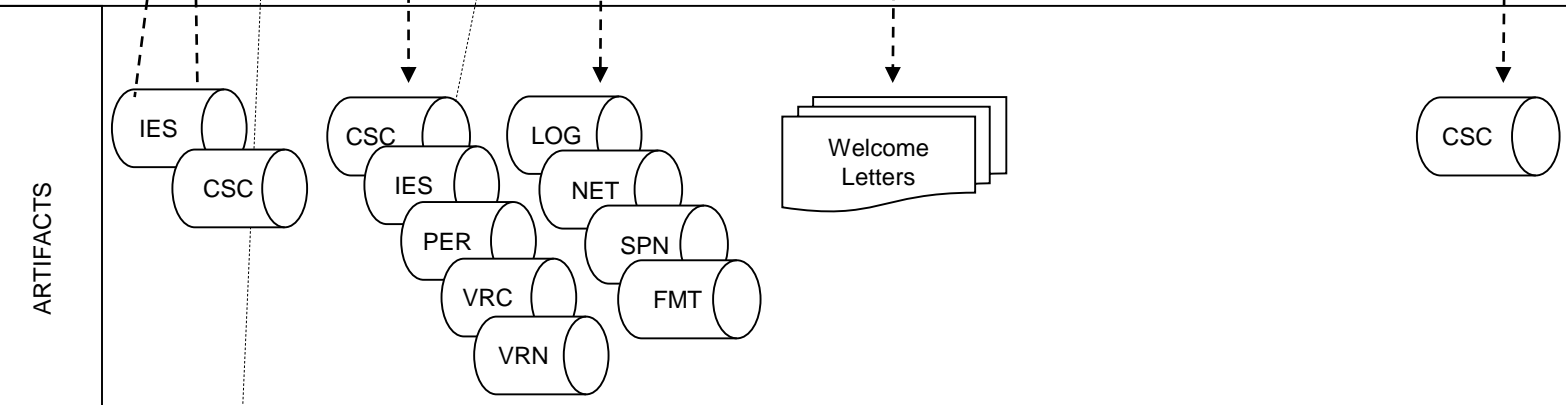 ARTIFACTS
IES
CSC
CSC
IES
PER
VRC
VRN
LOG
NET
SPN
FMT
Welcome
Letters
CSC